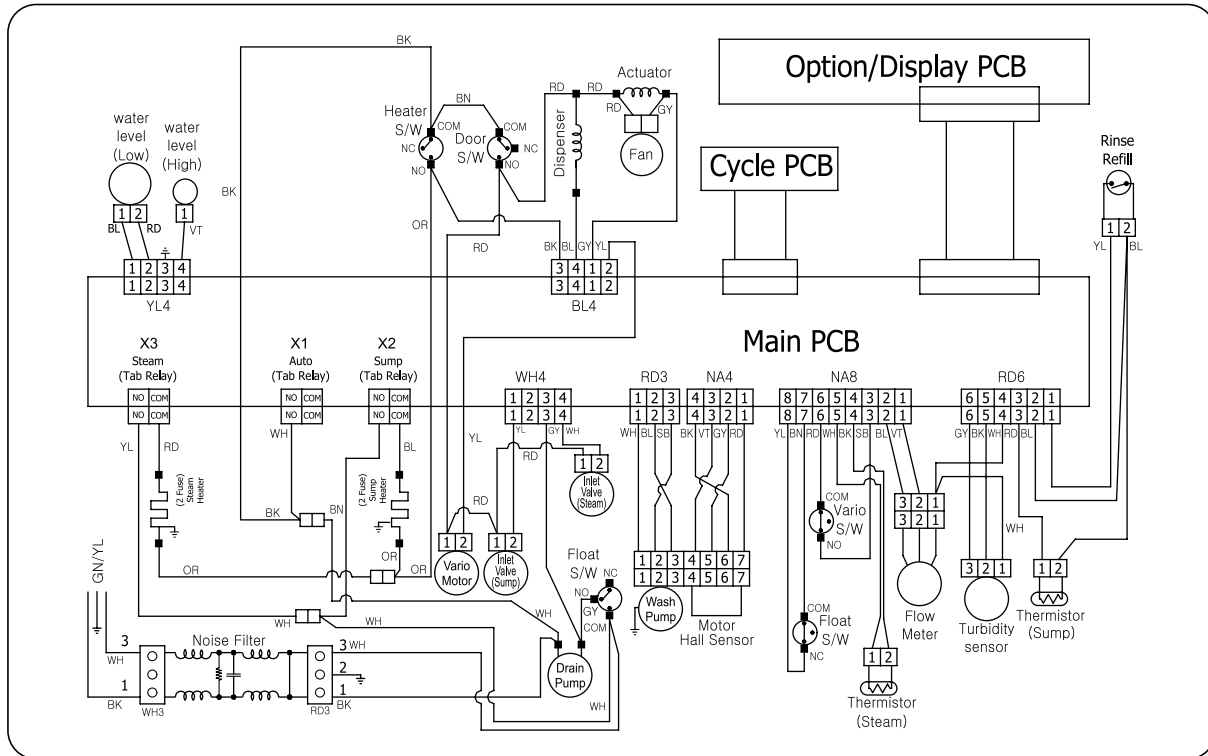 Option/Display PCB
Cycle PCB
Main PCB
BK
BK
Heater
S/W
COM
NC
NO
BN
Door
S/W
COM
NC
NO
RD
RD
Actuator
RD
GY
Fan
Dispenser
OR
RD
water
level
(Low)
water
level
(High)
1 2
1
BL
RD
VT
1 2 3 4
1 2 3 4
YL4
BK BL GY YL
3 4 1 2
3 4 1 2
BL4
Rinse
Refill
1 2
YL
BL
X3
Steam
(Tab Relay)
NO COM
NO COM
X1
Auto
(Tab Relay)
NO COM
NO COM
X2
Sump
(Tab Relay)
NO COM
NO COM
WH4
1 2 3 4
1 2 3 4
YL
GY
WH
RD3
1 2 3
1 2 3
WH BL SB
NA4
4 3 2 1
4 3 2 1
BK VT GY RD
NA8
8 7 6 5 4 3 2 1
8 7 6 5 4 3 2 1
YL BN RD WH BK SB BL VT
RD6
6 5 4 3 2 1
6 5 4 3 2 1
GY BK WH RD BL
YL
RD
WH
BL
YL
RD
(2 Fuse)
Steam
Heater
(2 Fuse)
Sump
Heater
BK
BN
OR
OR
OR
RD
1 2
Vario
Motor
1 2
Inlet
Valve
(Sump)
1 2
Inlet
Valve
(Steam)
Float
S/W
NC
NO
GY
COM
1 2 3 4 5 6 7
1 2 3 4 5 6 7
Wash
Pump
Motor
Hall Sensor
COM
Vario
S/W
NO
COM
Float
S/W
NC
3 2 1
3 2 1
Flow
Meter
1 2
Thermistor
(Steam)
3 2 1
Turbidity
sensor
WH
1 2
Thermistor
(Sump)
GN/YL
WH
WH
WH
3
WH
1
BK
WH3
Noise Filter
RD3
3 WH
2
1
BK
Drain
Pump
WH